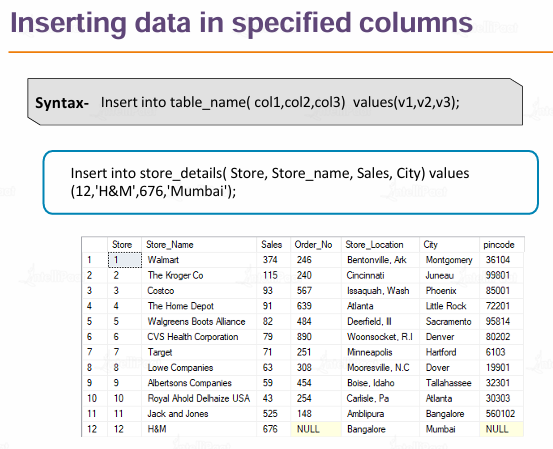 Inserting data in specified columns
Syntax- Insert into table_name( col1,col2,col3) values(v1,v2,v3);
Insert into store_details( Store, Store_name, Sales, City) values
(12,'H&M',676,'Mumbai');
Store Store_Name Sales Order_No Store_Location City pincode
1 1 Walmart 374 246 Bentonville, Ark Montgomery 36104
2 2 The Kroger Co 115 240 Cincinnati Juneau 99801
3 3 Costco 93 567 Issaquah, Wash Phoenix 85001
4 4 The Home Depot 91 639 Atlanta Little Rock 72201
5 5 Walgreens Boots Alliance 82 484 Deerfield, Ill Sacramento 95814
6 6 CVS Health Corporation 79 890 Woonsocket, R.I Denver 80202
7 7 Target 71 251 Minneapolis Hartford 6103
8 8 Lowe Companies 63 308 Mooresville, N.C Dover 19901
9 9 Albertsons Companies 59 454 Boise, Idaho Tallahassee 32301
10 10 Royal Ahold Delhaize USA 43 254 Carlisle, Pa Atlanta 30303
11 11 Jack and Jones 525 148 Amblipura Bangalore 560102
12 12 H&M 676 NULL Bangalore Mumbai NULL